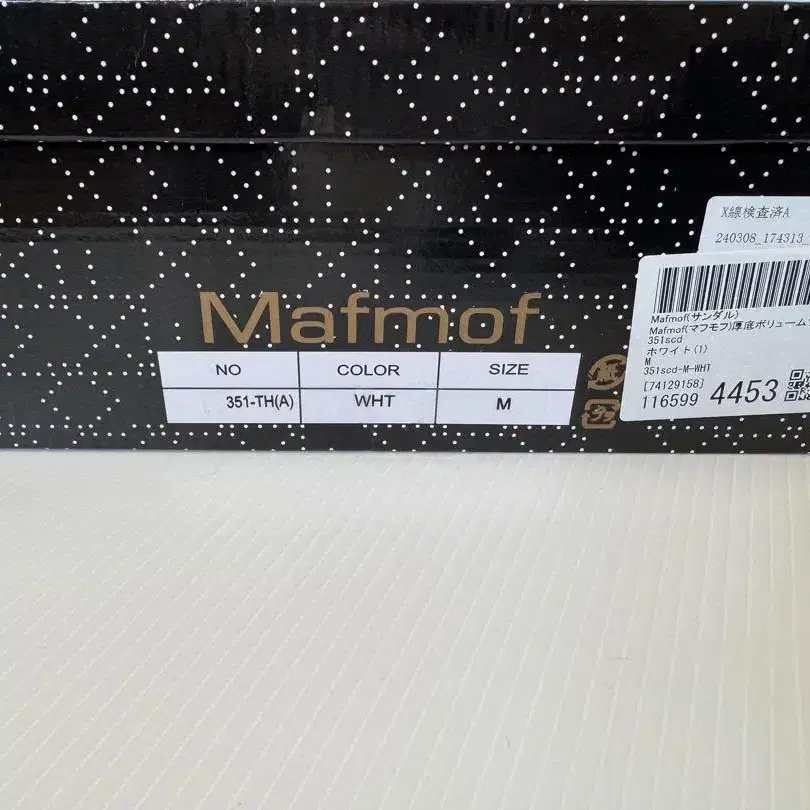 Mafmof
NO COLOR SIZE
351-TH(A) WHT M
プラ
X線検査済A
240308_174313_
Mafmof(サンダル)
Mafmof(マフモフ)厚底ボリューム
351scd
ホワイト(1)
M
351scd-M-WHT
[74129158]
116599 4453